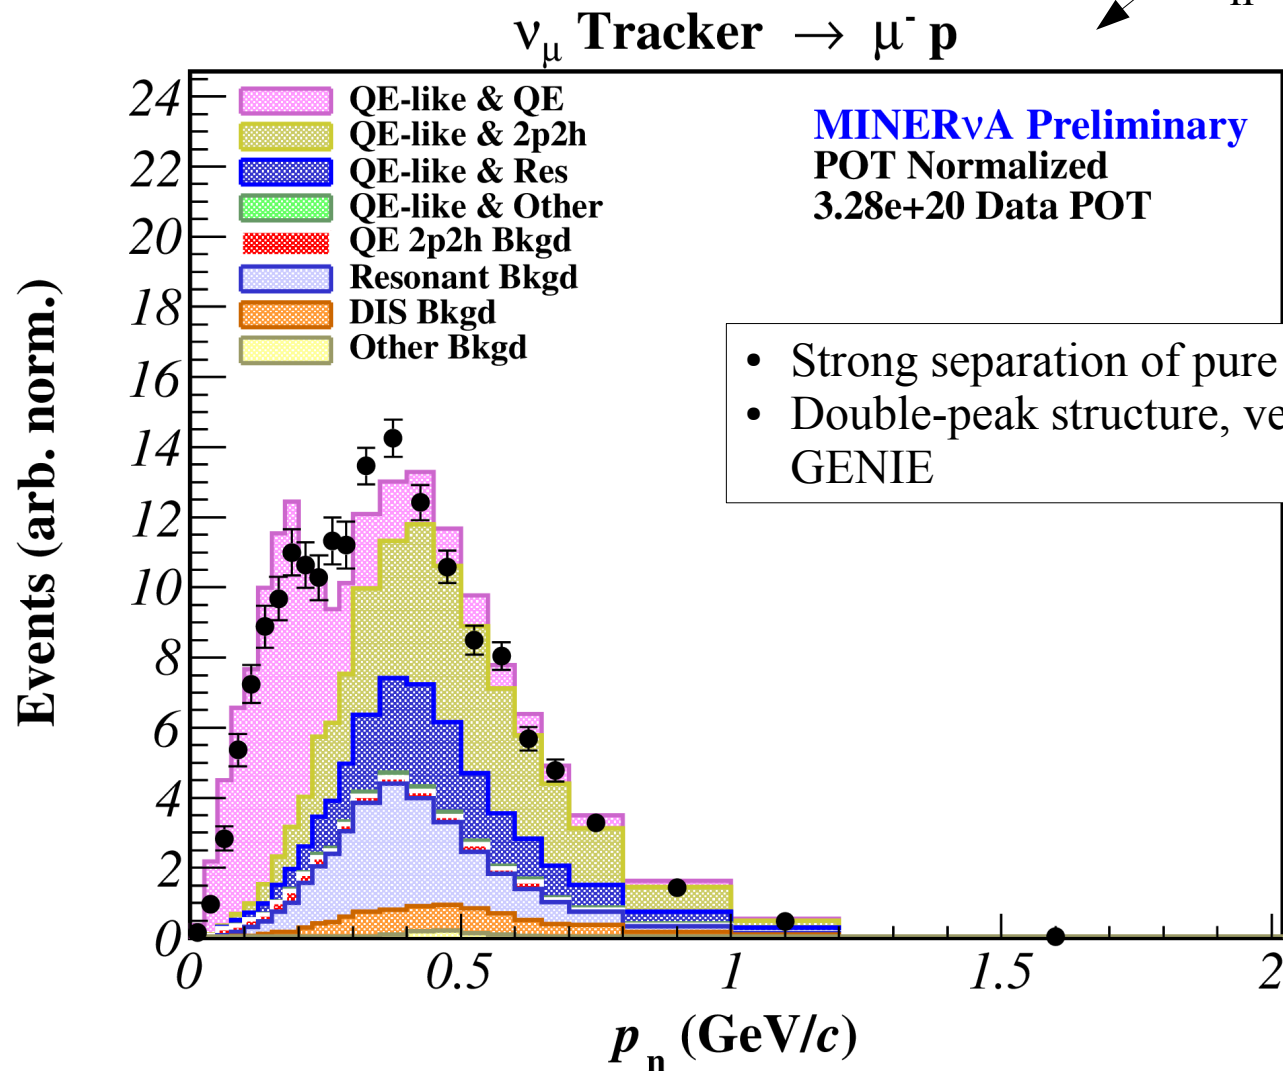 n
νμ Tracker → μ- p
24
22
20
18
16
14
12
10
8
6
4
2
0
Events (arb. norm.)
QE-like & QE
QE-like & 2p2h
QE-like & Res
QE-like & Other
QE 2p2h Bkgd
Resonant Bkgd
DIS Bkgd
Other Bkgd
MINERνA Preliminary
POT Normalized
3.28e+20 Data POT
• Strong separation of pure
• Double-peak structure, ve
GENIE
0 0.5 1 1.5 2
pn (GeV/c)